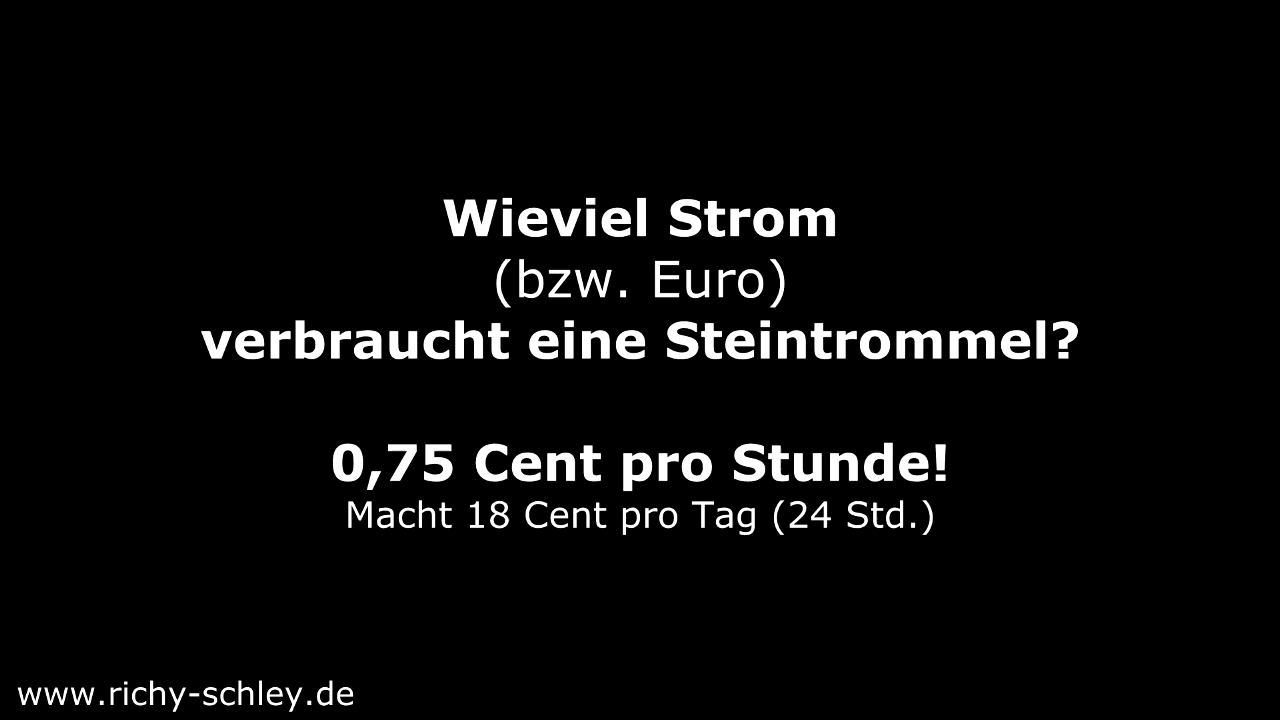 Wieviel Strom
(bzw. Euro)
verbraucht eine Steintrommel?
0,75 Cent pro Stunde!
Macht 18 Cent pro Tag (24 Std.)
www.richy-schley.de